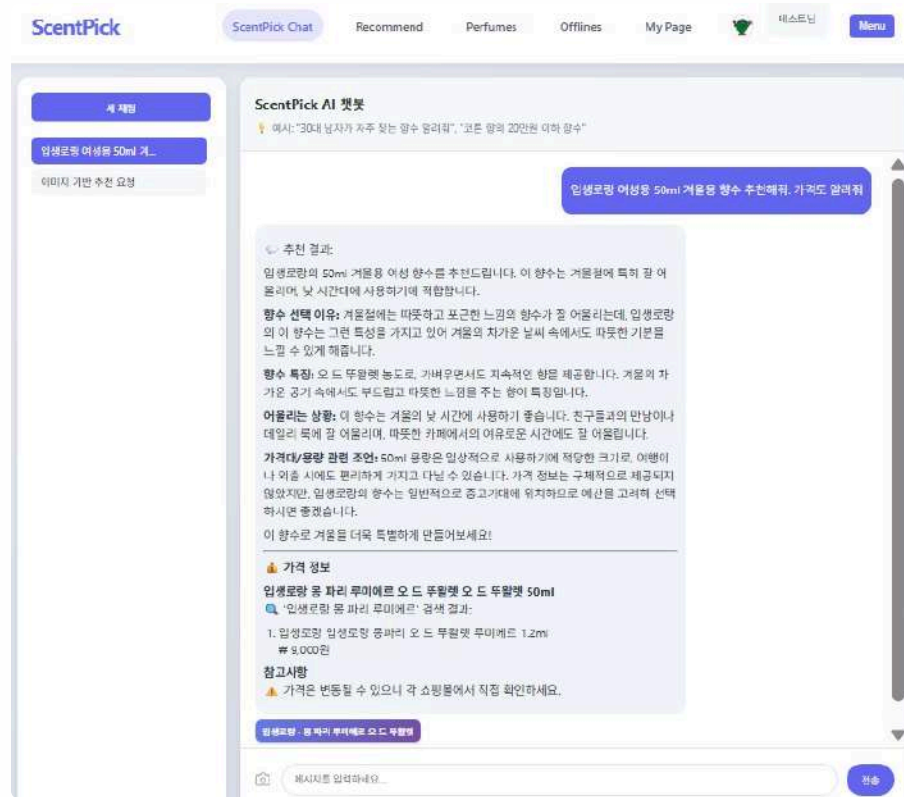 ScentPick
ScentPick Chat
Recommend
Perfumes
Offlines
My Page
테스트님
Menu
새 채팅
입생로랑 여성용 50ml 겨...
이미지 기반 추천 요청
ScentPick AI 챗봇
예시: "30대 남자가 자주 찾는 향수 알려줘", "코튼 향의 20만원 이하 향수"
입생로랑 여성용 50ml 겨울용 향수 추천해줘. 가격도 알려줘
추천 결과:
입생로랑의 50ml 겨울용 여성 향수를 추천드립니다. 이 향수는 겨울철에 특히 잘 어
울리며, 낮 시간대에 사용하기에 적합합니다.
향수 선택 이유: 겨울철에는 따뜻하고 포근한 느낌의 향수가 잘 어울리는데, 입생로랑
의 이 향수는 그런 특성을 가지고 있어 겨울의 차가운 날씨 속에서도 따뜻한 기분을
느낄 수 있게 해줍니다.
향수 특징: 오 드 뚜왈렛 농도로, 가벼우면서도 지속적인 향을 제공합니다. 겨울의 차
가운 공기 속에서도 부드럽고 따뜻한 느낌을 주는 향이 특징입니다.
어울리는 상황: 이 향수는 겨울의 낮 시간에 사용하기 좋습니다. 친구들과의 만남이나
데일리 룩에 잘 어울리며, 따뜻한 카페에서의 여유로운 시간에도 잘 어울립니다.
가격대/용량 관련 조언: 50ml 용량은 일상적으로 사용하기에 적당한 크기로, 여행이
나 외출 시에도 편리하게 가지고 다닐 수 있습니다. 가격 정보는 구체적으로 제공되지
않았지만, 입생로랑의 향수는 일반적으로 중고가대에 위치하므로 예산을 고려해 선택
하시면 좋겠습니다.
이 향수로 겨울을 더욱 특별하게 만들어보세요!
가격 정보
입생로랑 몽 파리 루미에르 오 드 뚜왈렛 오 드 뚜왈렛 50ml
'입생로랑 몽 파리 루미에르' 검색 결과:
1. 입생로랑 입생로랑 몽파리 오 드 뚜왈렛 루미에르 1.2ml
₩ 9,000원
참고사항
가격은 변동될 수 있으니 각 쇼핑몰에서 직접 확인하세요.
입생로랑 - 몽 파리 루미에르 오 드 뚜왈렛
메시지를 입력하세요...
전송